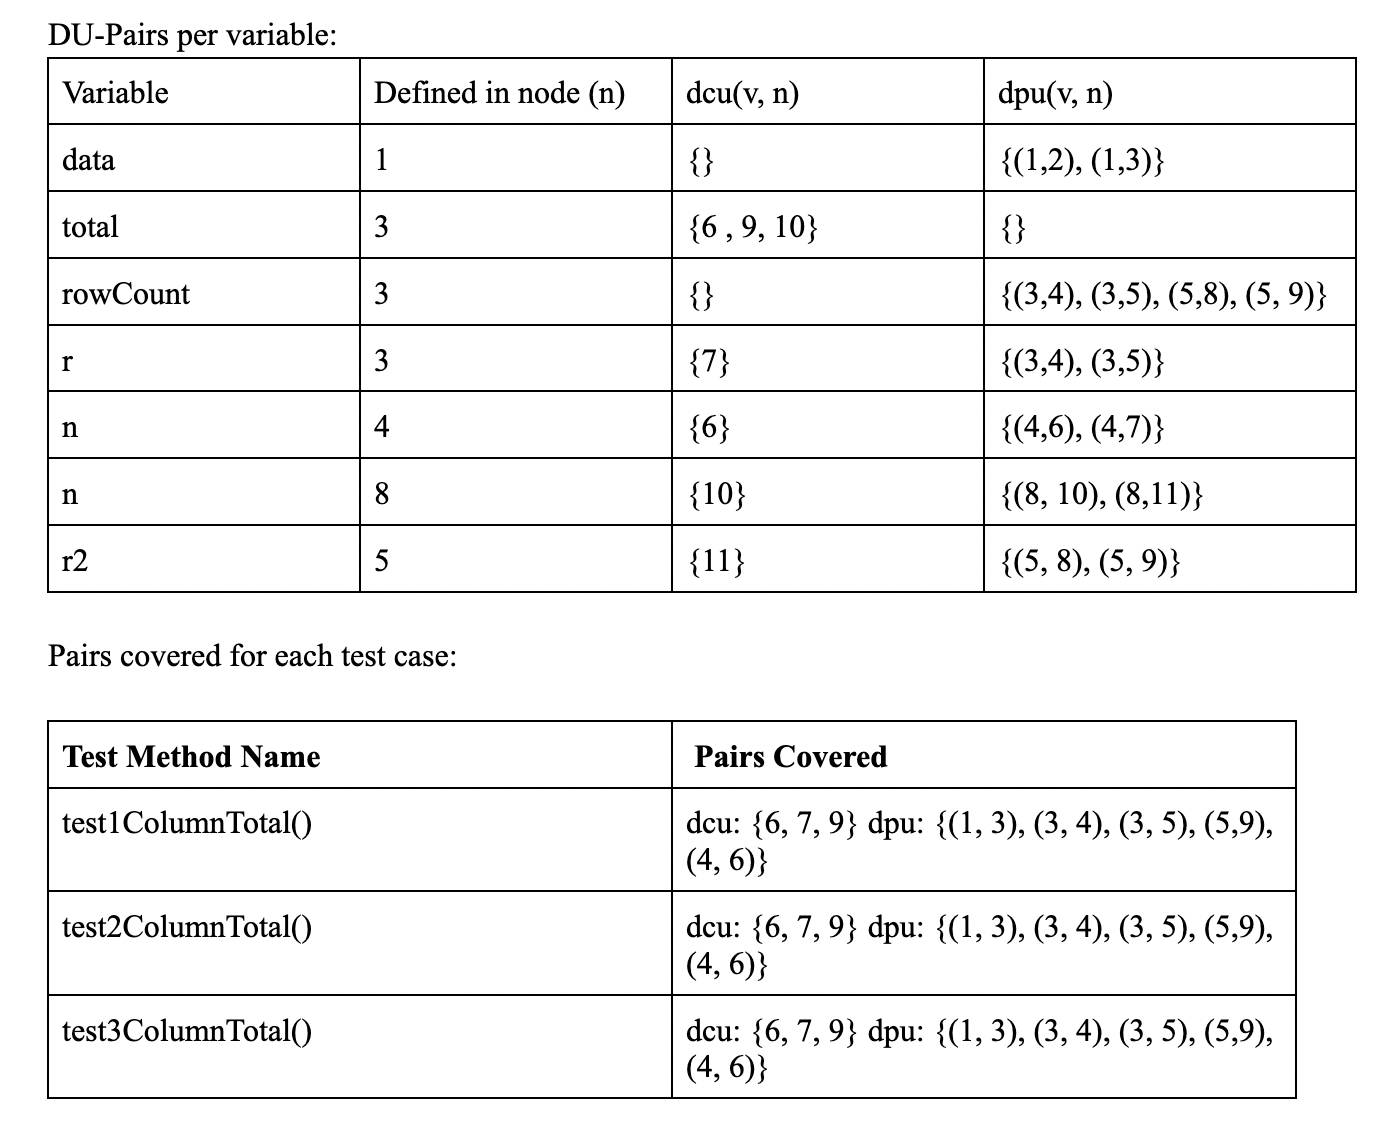 DU-Pairs per variable:
Variable Defined in node (n) dcu(v, n) dpu(v, n)
data 1 {} {(1,2), (1,3)}
total 3 {6 , 9, 10} {}
rowCount 3 {} {(3,4), (3,5), (5,8), (5, 9)}
r 3 {7} {(3,4), (3,5)}
n 4 {6} {(4,6), (4,7)}
n 8 {10} {(8, 10), (8,11)}
r2 5 {11} {(5, 8), (5, 9)}
Pairs covered for each test case:
Test Method Name Pairs Covered
test1ColumnTotal() dcu: {6, 7, 9} dpu: {(1, 3), (3, 4), (3, 5), (5,9),
(4, 6)}
test2ColumnTotal() dcu: {6, 7, 9} dpu: {(1, 3), (3, 4), (3, 5), (5,9),
(4, 6)}
test3ColumnTotal() dcu: {6, 7, 9} dpu: {(1, 3), (3, 4), (3, 5), (5,9),
(4, 6)}